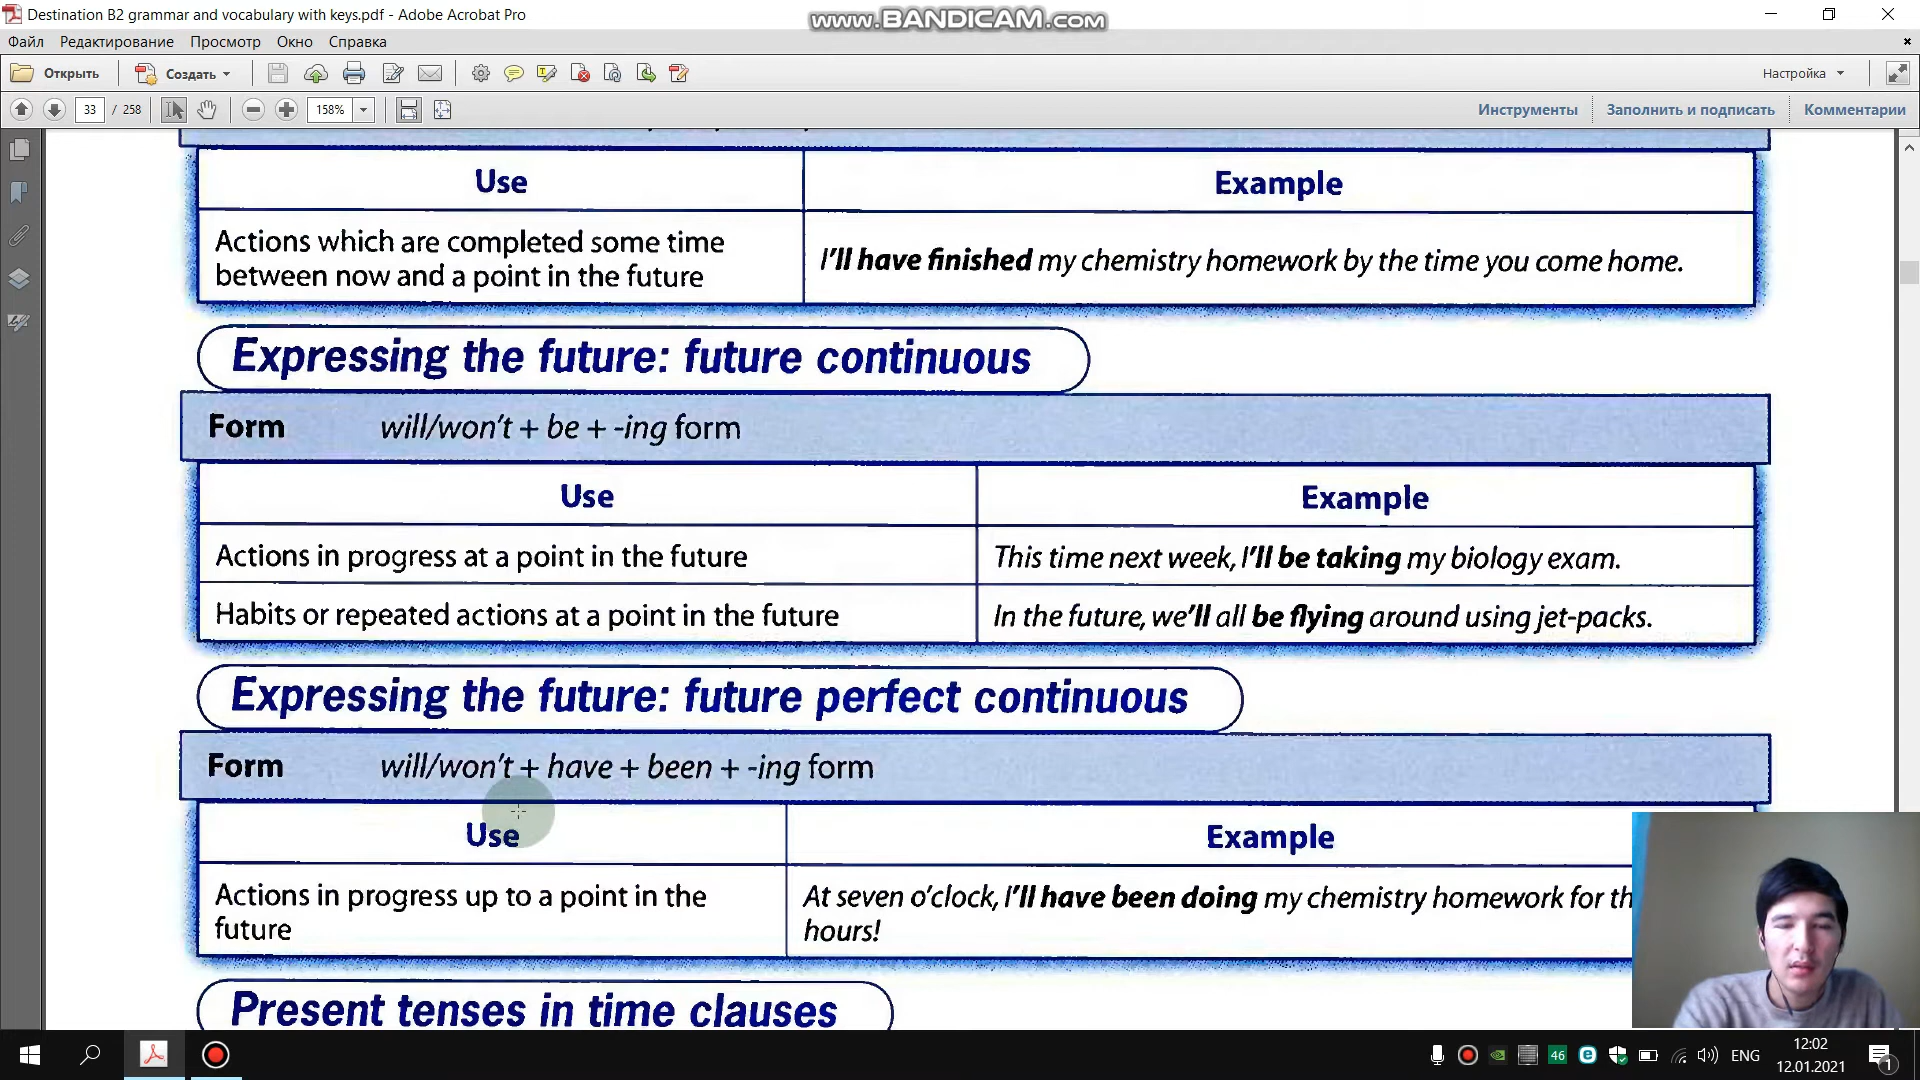 Destination B2 grammar and vocabulary with keys.pdf - Adobe Acrobat Pro
www.BANDICAM.com
Файл Редактирование Просмотр Окно Справка
Открыть Создать Настройка
33 / 258 158% Инструменты Заполнить и подписать Комментарии
Use Example
Actions which are completed some time
between now and a point in the future
I'll have finished my chemistry homework by the time you come home.
Expressing the future: future continuous
Form will/won't + be + -ing form
Use Example
Actions in progress at a point in the future This time next week, I'll be taking my biology exam.
Habits or repeated actions at a point in the future In the future, we'll all be flying around using jet-packs.
Expressing the future: future perfect continuous
Form will/won't + have + been + -ing form
Use Example
Actions in progress up to a point in the
future
At seven o'clock, I'll have been doing my chemistry homework for th
hours!
Present tenses in time clauses
46 ENG 12:02
12.01.2021 1